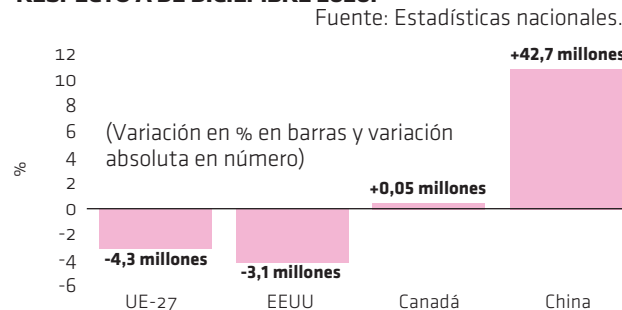 Fuente: Estadísticas nacionales.
12
10
8
6
4
2
0
-2
-4
-6
%
(Variación en % en barras y variación
absoluta en número)
-4,3 millones
-3,1 millones
+0,05 millones
+42,7 millones
UE-27
EEUU
Canadá
China